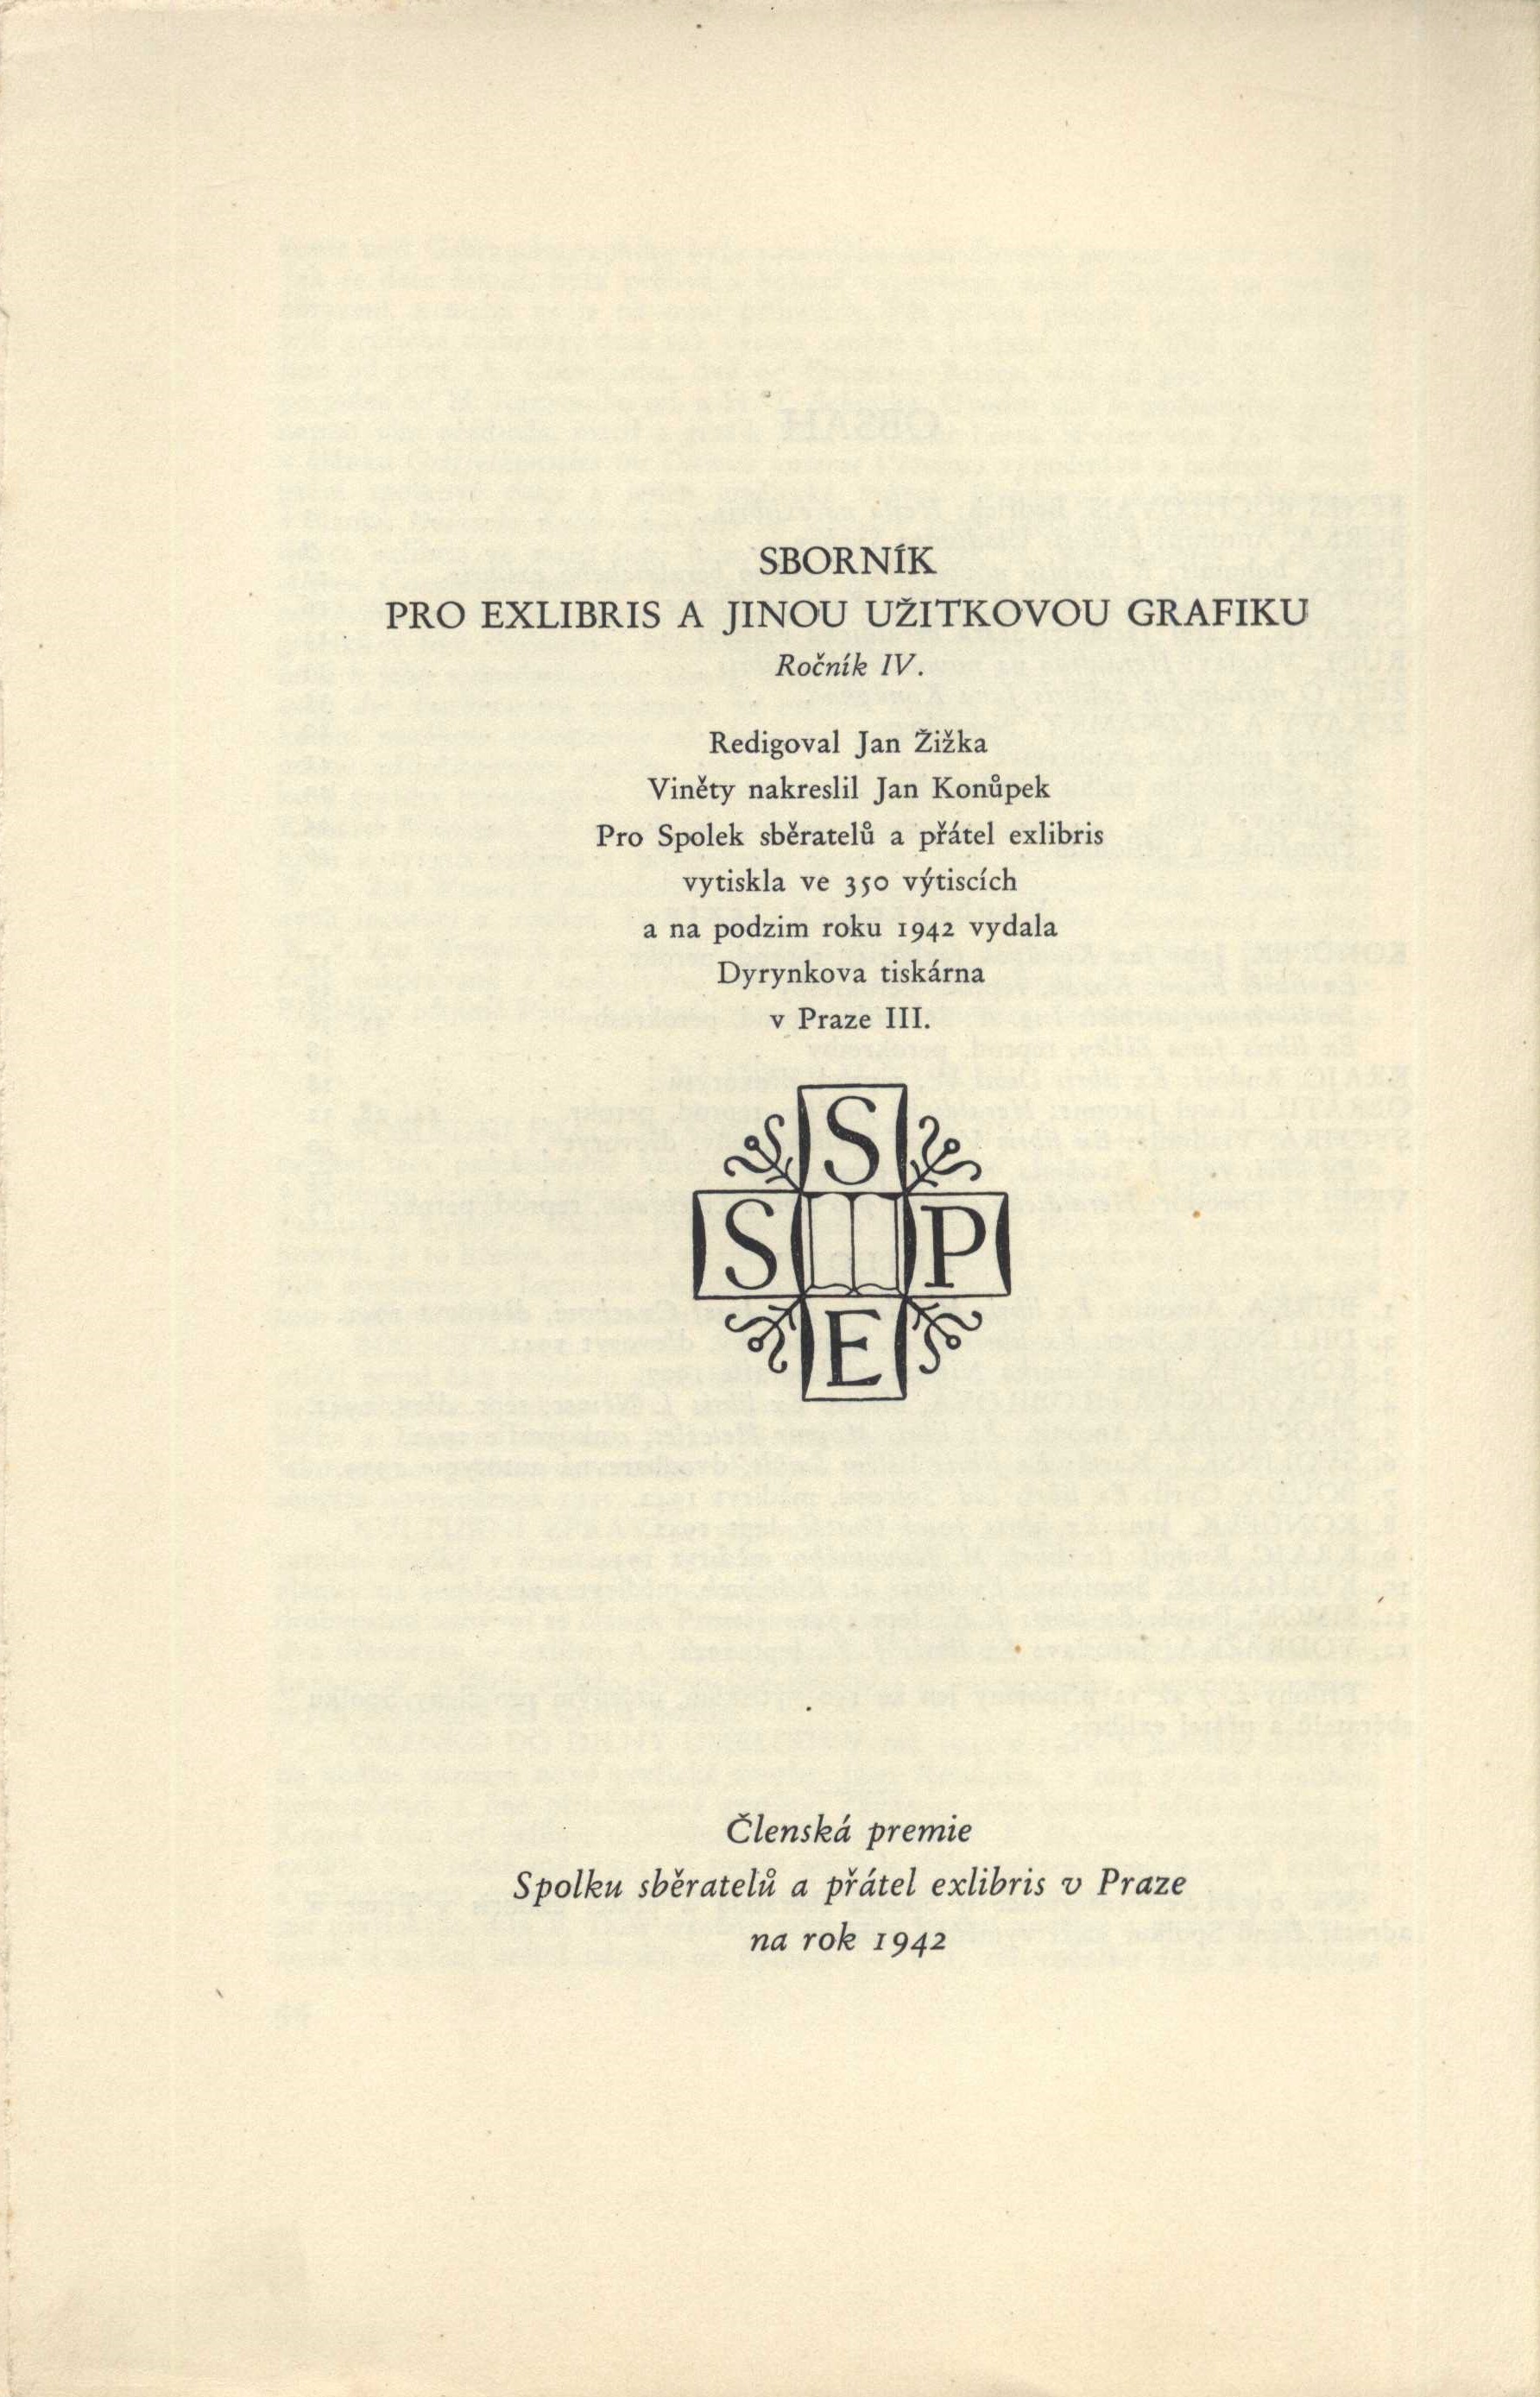 SBORNÍK
PRO EXLIBRIS A JINOU UŽITKOVOU GRAFIKU
Ročník IV.
Redigoval Jan Žižka
Viněty nakreslil Jan Konůpek
Pro Spolek sběratelů a přátel exlibris
vytiskla ve 350 výtiscích
a na podzim roku 1942 vydala
Dyrynkova tiskárna
v Praze III.
S
S P
E
Členská premie
Spolku sběratelů a přátel exlibris v Praze
na rok 1942